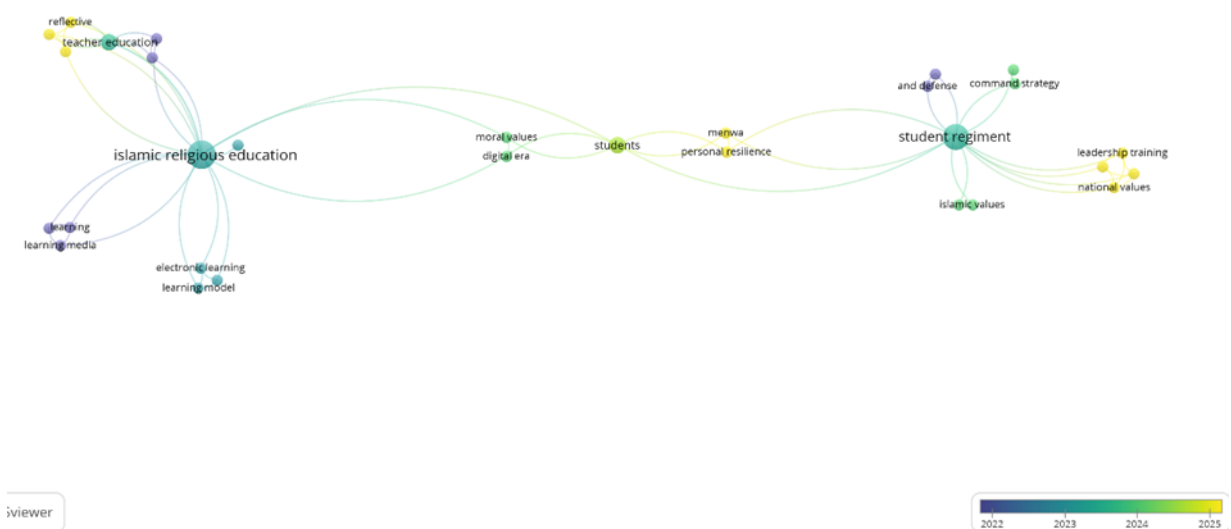 reflective
teacher education
islamic religious education
learning
learning media
electronic learning
learning model
moral values
digital era
students
menwa
personal resilience
and defense
command strategy
student regiment
leadership training
national values
islamic values
viewer
2022 2023 2024 2025